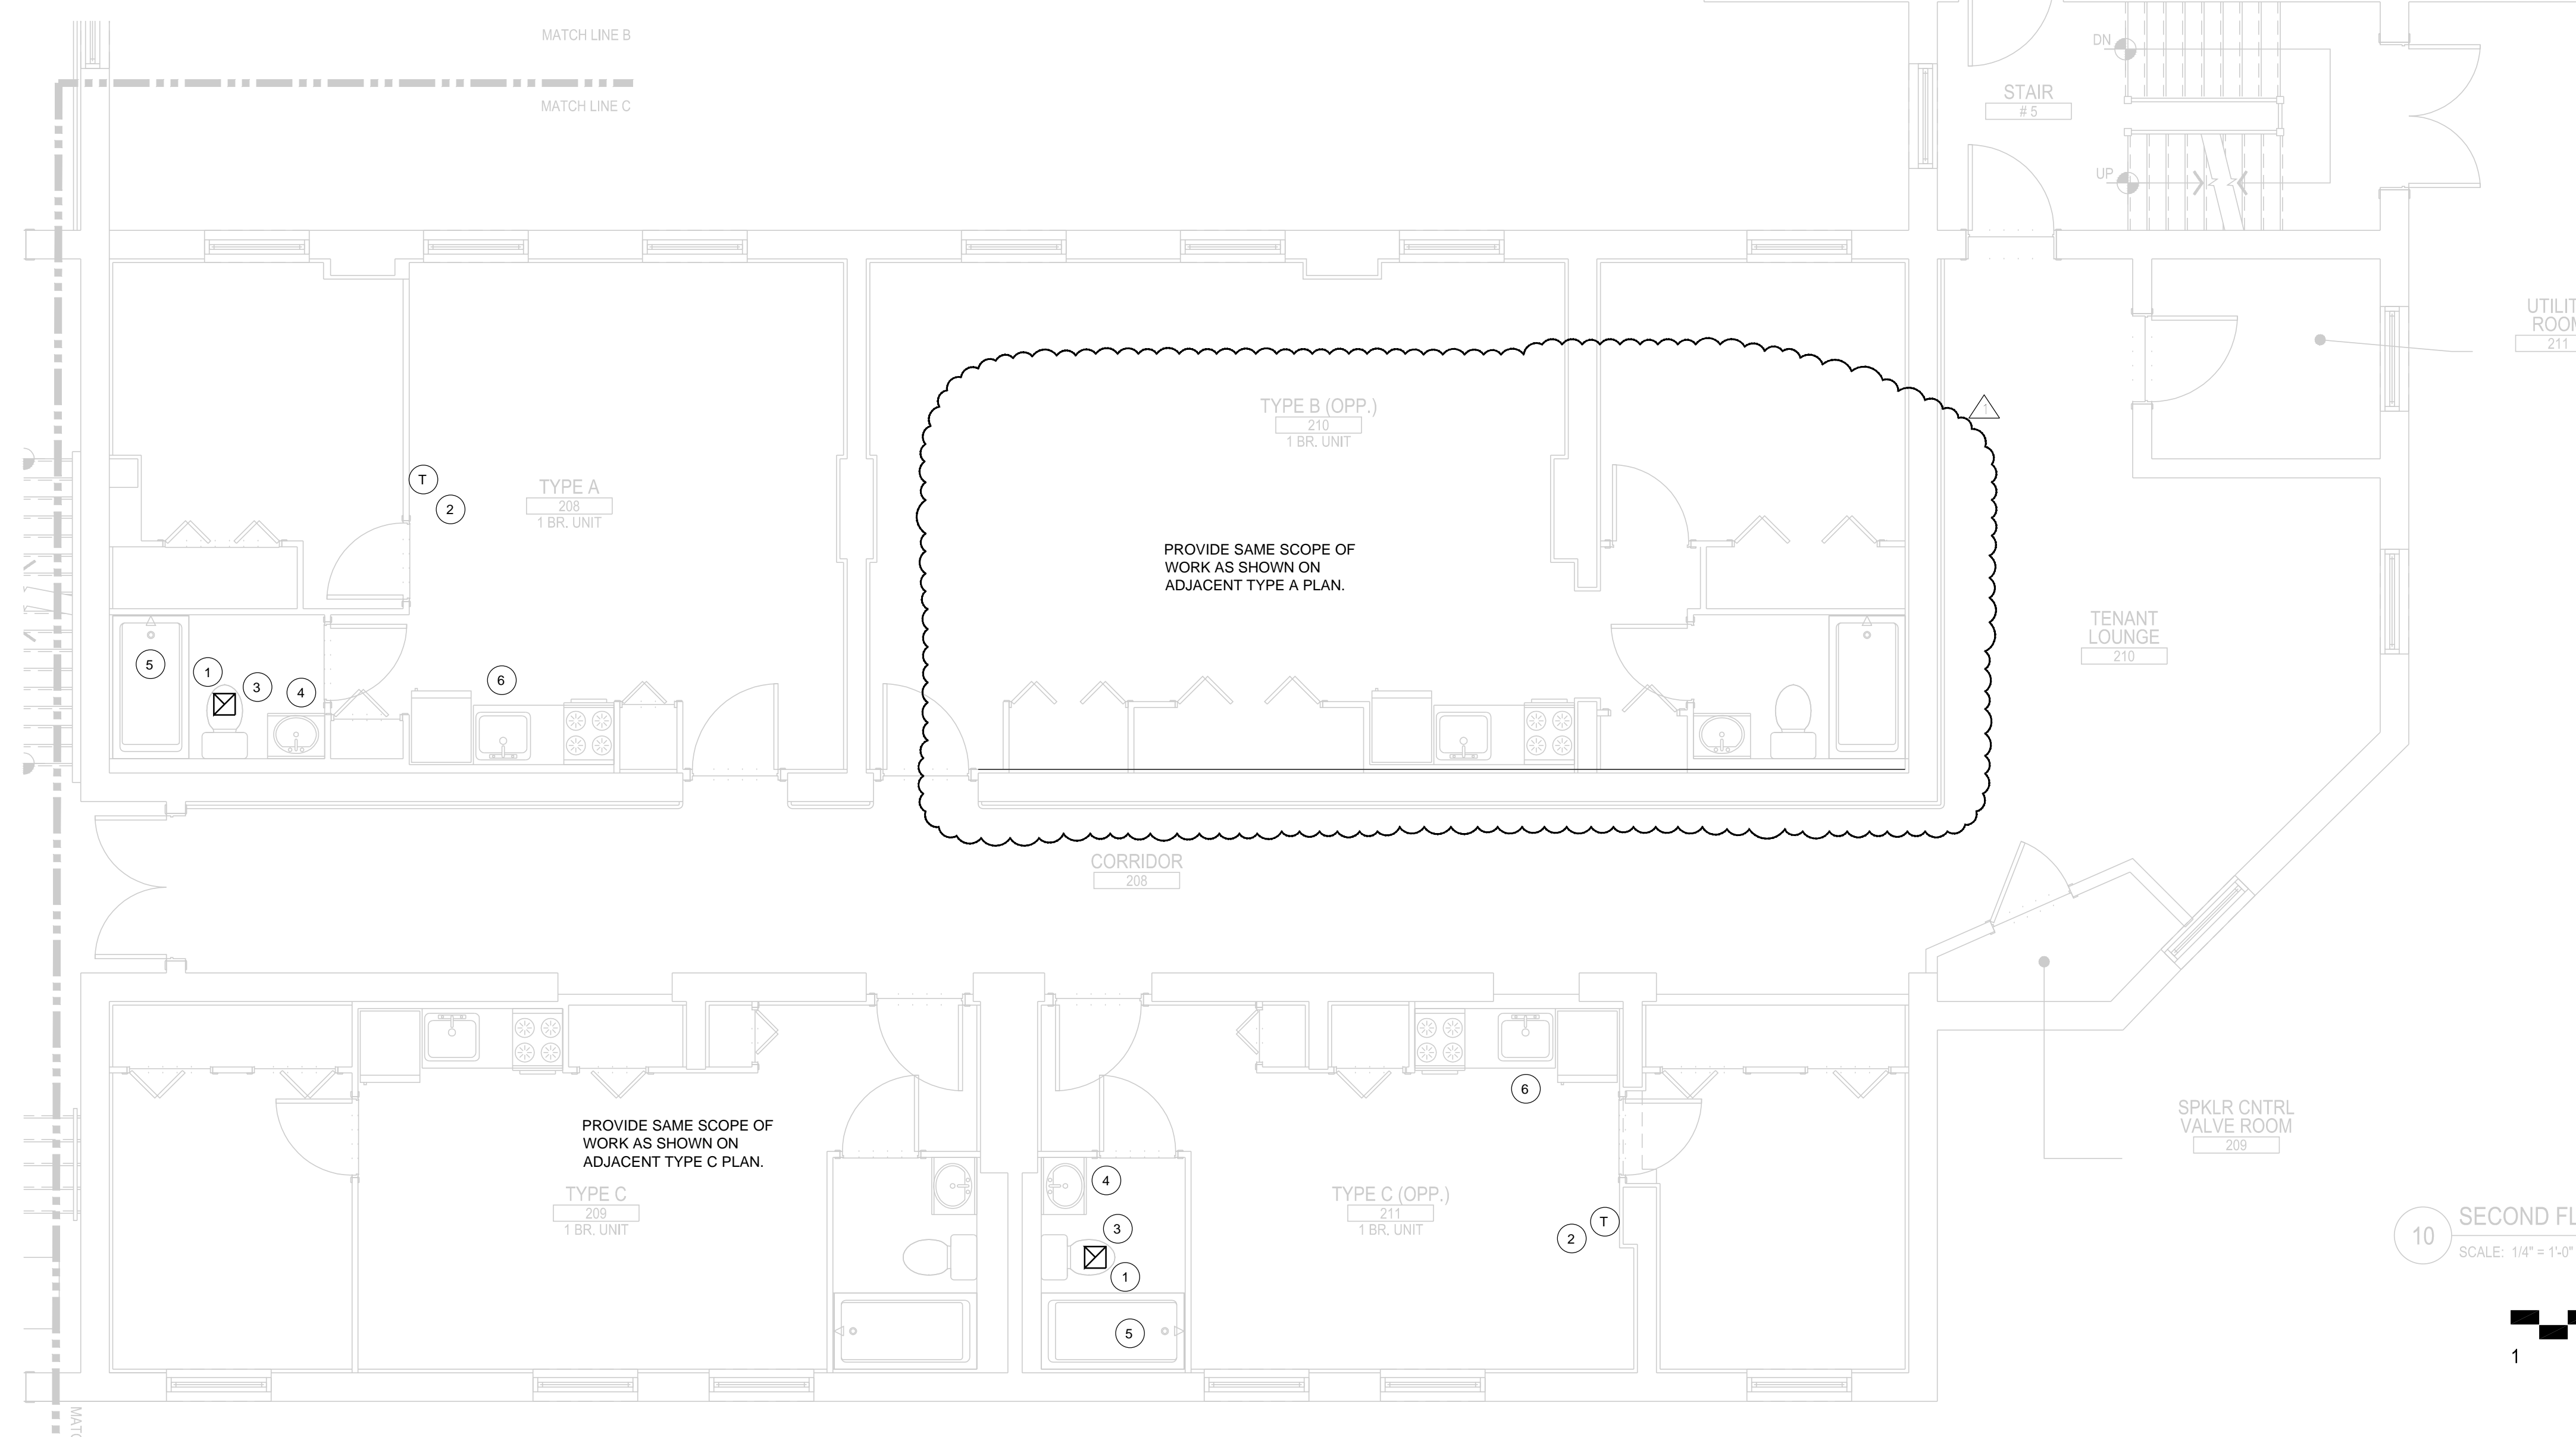 MATCH LINE B
MATCH LINE C
DN
STAIR
# 5
UP
UTILIT
ROOM
211
1
TYPE B (OPP.)
210
1 BR. UNIT
T
2
TYPE A
208
1 BR. UNIT
PROVIDE SAME SCOPE OF
WORK AS SHOWN ON
ADJACENT TYPE A PLAN.
TENANT
LOUNGE
210
5
1
3
4
6
CORRIDOR
208
6
PROVIDE SAME SCOPE OF
WORK AS SHOWN ON
ADJACENT TYPE C PLAN.
SPKLR CNTRL
VALVE ROOM
209
TYPE C
209
1 BR. UNIT
4
3
1
5
TYPE C (OPP.)
211
1 BR. UNIT
2
T
10
SECOND FL
SCALE: 1/4" = 1'-0"
1
MATC